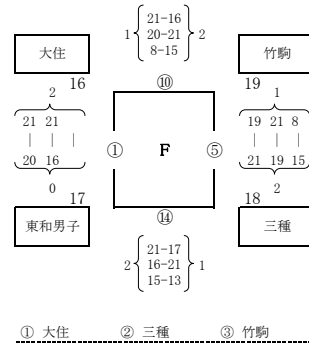 21-16
1 20-21 2
8-15
大住 竹駒
16 ⑩ 19
2 1
21 21 19 21 8
| | | | | |
① F ⑤
20 16 21 19 15
0 2
17 18
⑭
東和男子 三種
21-17
2 16-21 1
15-13
① 大住 ② 三種 ③ 竹駒